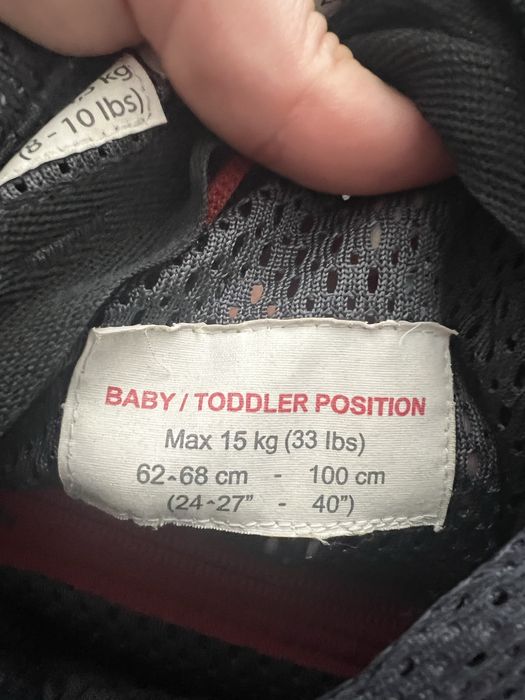 kg
(8 - 10 lbs)
BABY / TODDLER POSITION
Max 15 kg (33 lbs)
62-68 cm - 100 cm
(24-27" - 40")